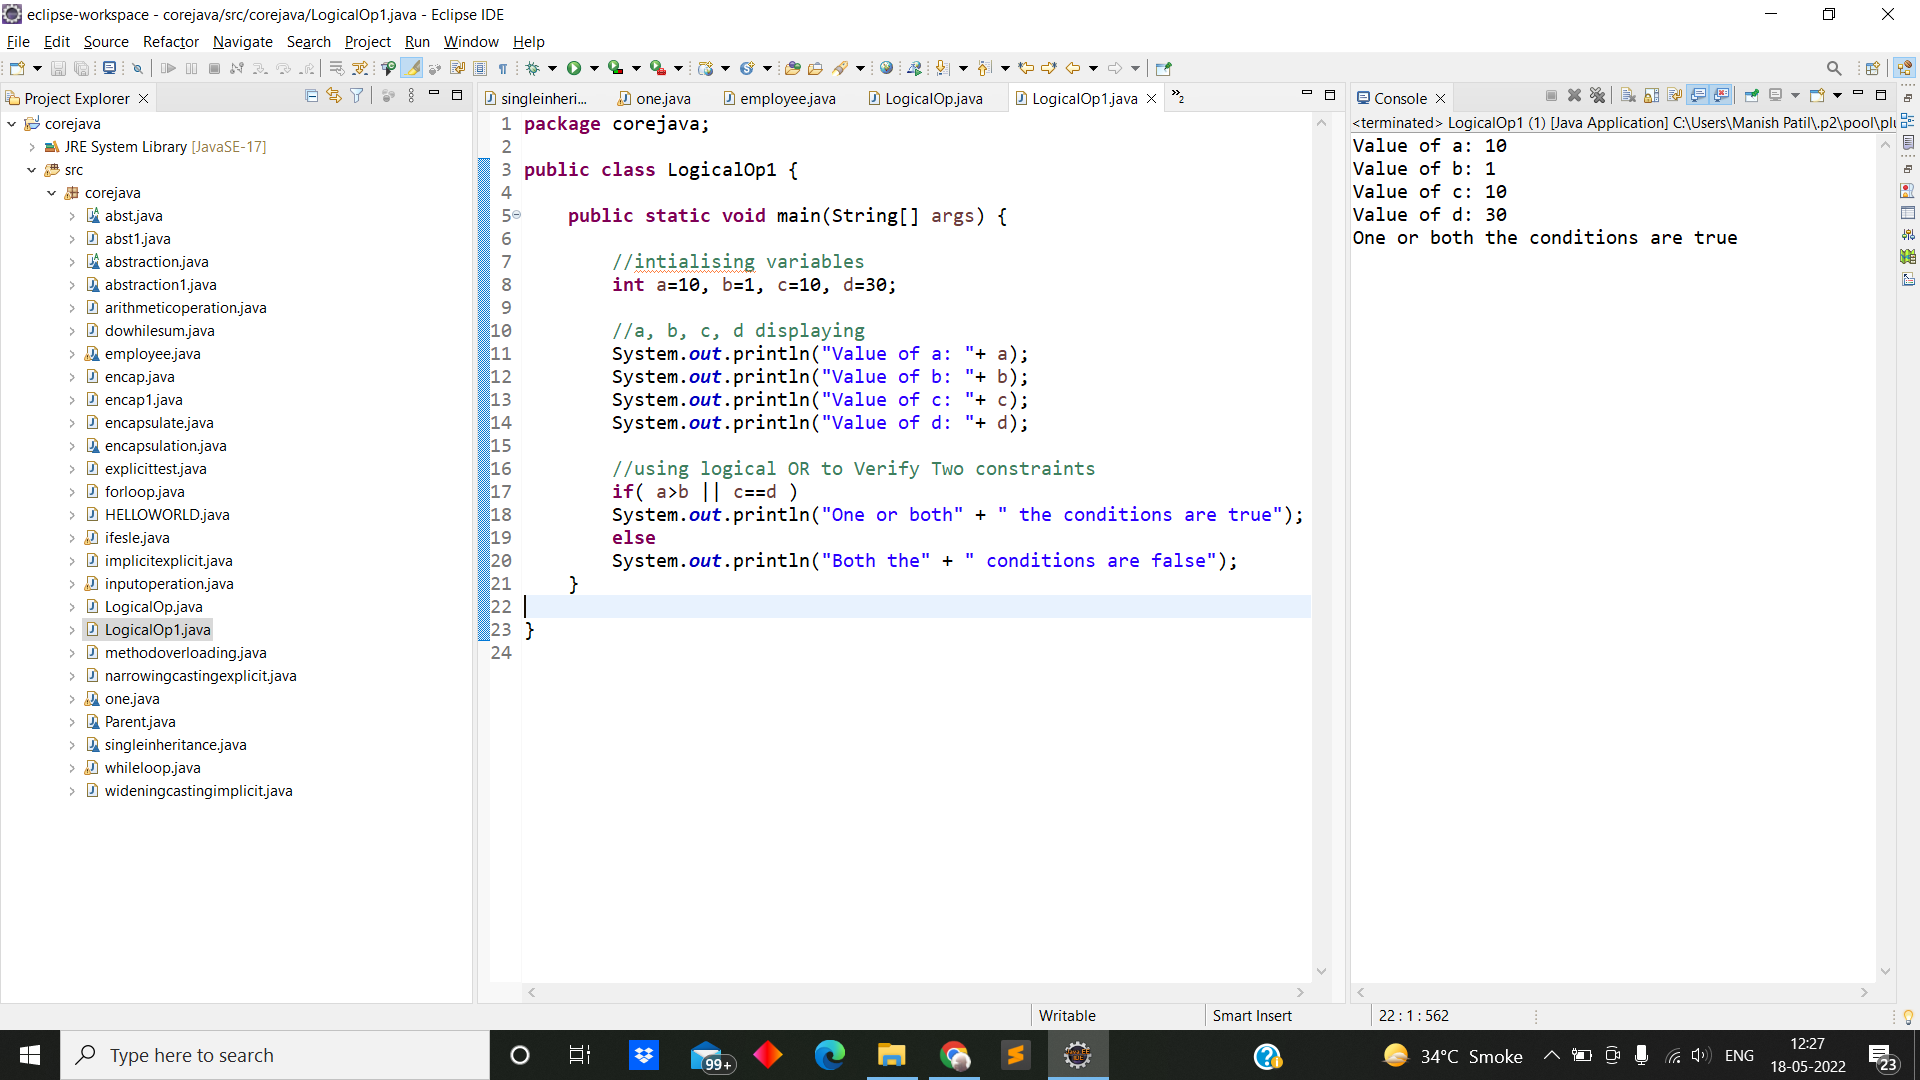 eclipse-workspace - corejava/src/corejava/LogicalOp1.java - Eclipse IDE
File Edit Source Refactor Navigate Search Project Run Window Help
Project Explorer
corejava
JRE System Library [JavaSE-17]
src
corejava
abst.java
abst1.java
abstraction.java
abstraction1.java
arithmeticoperation.java
dowhilesum.java
employee.java
encap.java
encap1.java
encapsulate.java
encapsulation.java
explicittest.java
forloop.java
HELLOWORLD.java
ifesle.java
implicitexplicit.java
inputoperation.java
LogicalOp.java
LogicalOp1.java
methodoverloading.java
narrowingcastingexplicit.java
one.java
Parent.java
singleinheritance.java
whileloop.java
wideningcastingimplicit.java
singleinheri... one.java employee.java LogicalOp.java LogicalOp1.java »2
1 package corejava;
2
3 public class LogicalOp1 {
4
5 public static void main(String[] args) {
6
7 //intialising variables
8 int a=10, b=1, c=10, d=30;
9
10 //a, b, c, d displaying
11 System.out.println("Value of a: "+ a);
12 System.out.println("Value of b: "+ b);
13 System.out.println("Value of c: "+ c);
14 System.out.println("Value of d: "+ d);
15
16 //using logical OR to Verify Two constraints
17 if( a>b || c==d )
18 System.out.println("One or both" + " the conditions are true");
19 else
20 System.out.println("Both the" + " conditions are false");
21 }
22
23 }
24
Console
<terminated> LogicalOp1 (1) [Java Application] C:\Users\Manish Patil\.p2\pool\plu
Value of a: 10
Value of b: 1
Value of c: 10
Value of d: 30
One or both the conditions are true
Writable Smart Insert 22 : 1 : 562
Type here to search
99+
34°C Smoke
ENG
12:27
18-05-2022
23